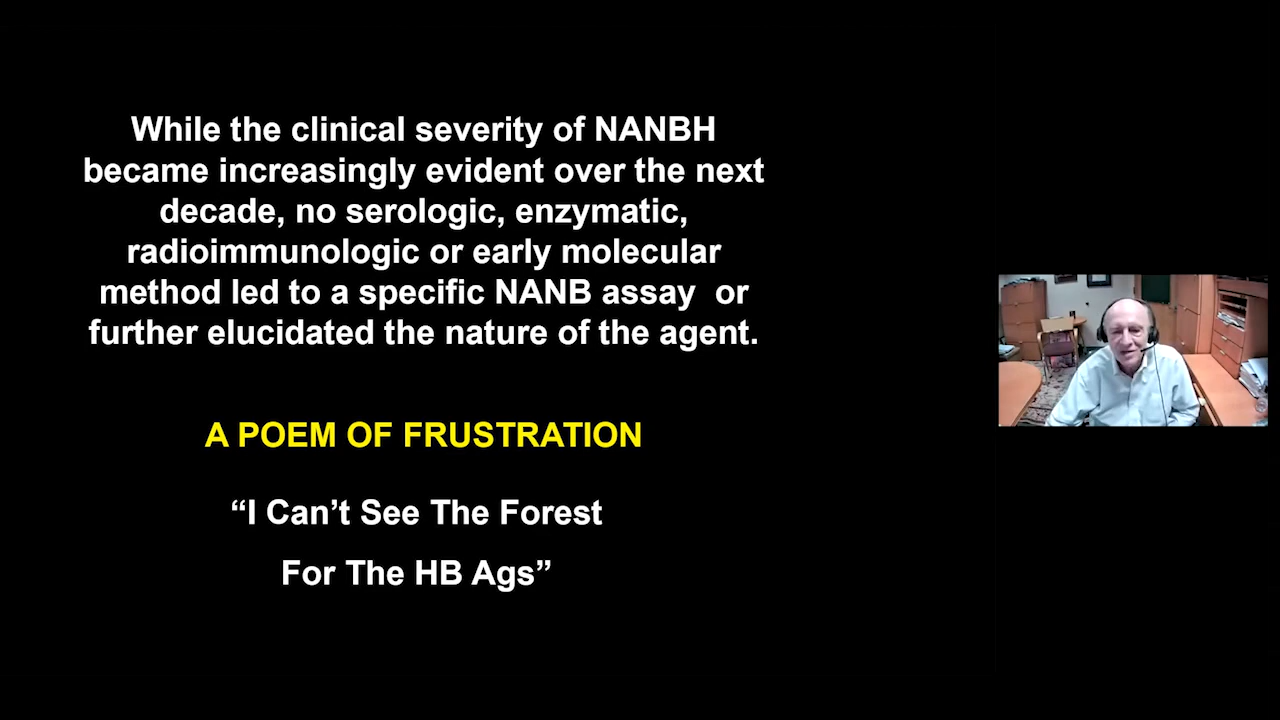 While the clinical severity of NANBH
became increasingly evident over the next
decade, no serologic, enzymatic,
radioimmunologic or early molecular
method led to a specific NANB assay  or
further elucidated the nature of the agent.
A POEM OF FRUSTRATION
“I Can’t See The Forest
For The HB Ags”